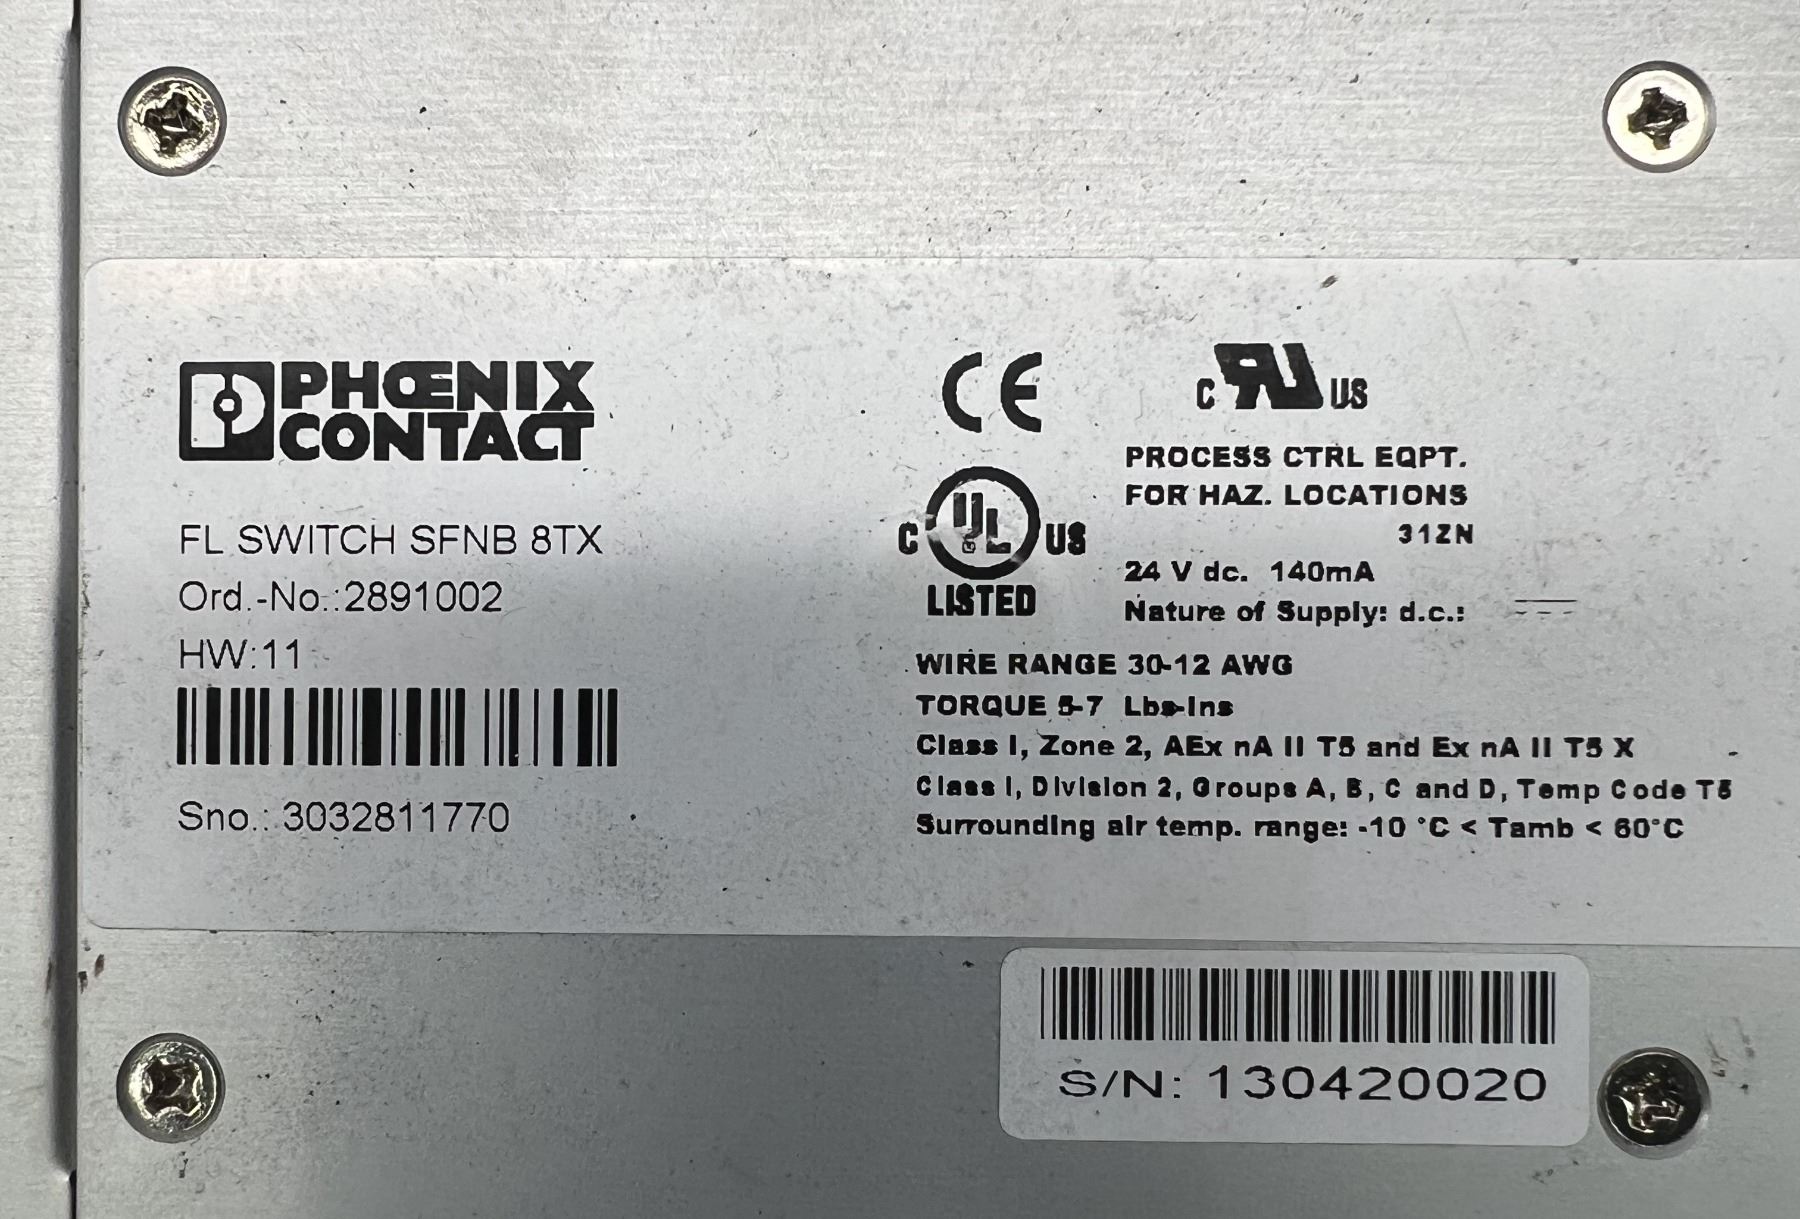 PHŒNIX
CONTACT
FL SWITCH SFNB 8TX
Ord.-No.:2891002
HW:11
Sno.: 3032811770
CE
C UL US
LISTED
C RU US
PROCESS CTRL EQPT.
FOR HAZ. LOCATIONS
31ZN
24 V dc. 140mA
Nature of Supply: d.c.:
WIRE RANGE 30-12 AWG
TORQUE 5-7 Lbs-Ins
Class I, Zone 2, AEx nA II T5 and Ex nA II T5 X
Class I, Division 2, Groups A, B, C and D, Temp Code T5
Surrounding air temp. range: -10 °C < Tamb < 60°C
S/N: 130420020